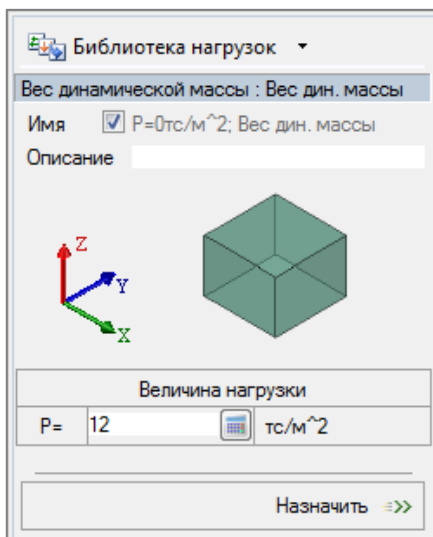 Библиотека нагрузок
Вес динамической массы : Вес дин. массы
Имя P=0тс/м^2; Вес дин. массы
Описание
Z
Y
X
Величина нагрузки
P= 12 тс/м^2
Назначить